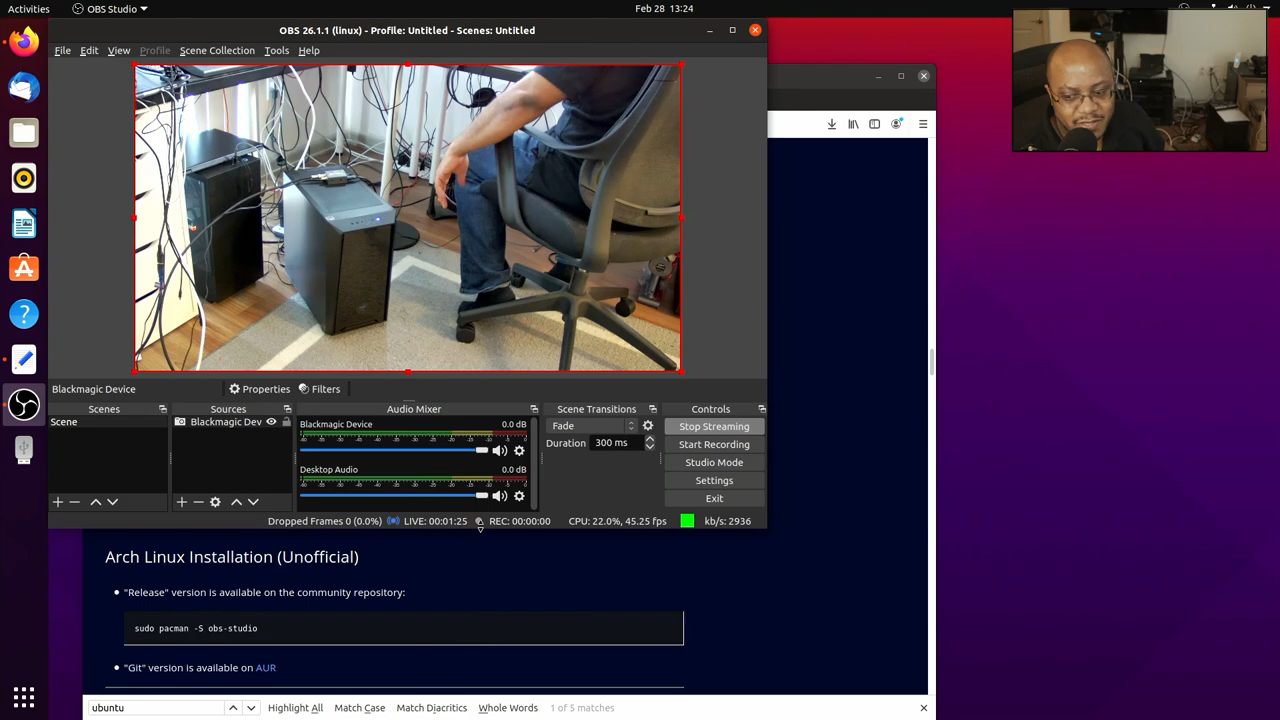 Activities
OBS Studio
Feb 28 13:24
OBS 26.1.1 (linux) - Profile: Untitled - Scenes: Untitled
File Edit View Profile Scene Collection Tools Help
Blackmagic Device
Properties
Filters
Scenes
Sources
Audio Mixer
Scene Transitions
Controls
Scene
Blackmagic Dev
Blackmagic Device 0.0 dB
Desktop Audio 0.0 dB
Fade
Duration 300 ms
Stop Streaming
Start Recording
Studio Mode
Settings
Exit
Dropped Frames 0 (0.0%) LIVE: 00:01:25 REC: 00:00:00 CPU: 22.0%, 45.25 fps kb/s: 2936
Arch Linux Installation (Unofficial)
"Release" version is available on the community repository:
sudo pacman -S obs-studio
"Git" version is available on AUR
ubuntu
Highlight All Match Case Match Diacritics Whole Words 1 of 5 matches